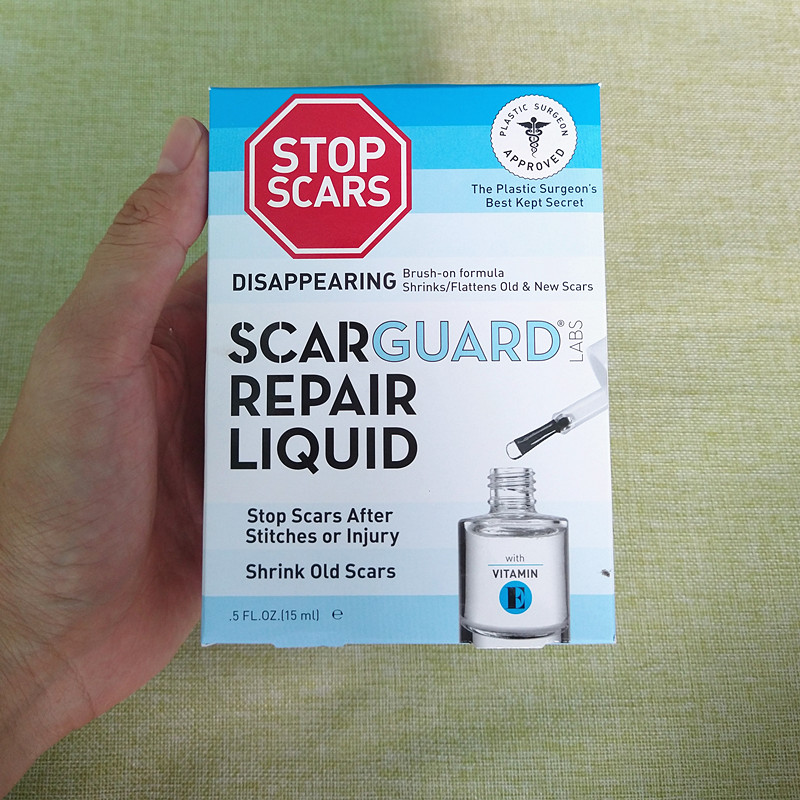 STOP
SCARS
PLASTIC SURGEON
APPROVED
The Plastic Surgeon's
Best Kept Secret
DISAPPEARING
Brush-on formula
Shrinks/Flattens Old & New Scars
SCARGUARD® LABS
REPAIR
LIQUID
Stop Scars After
Stitches or Injury
Shrink Old Scars
with
VITAMIN
E
.5 FL.OZ.(15 ml) ℮